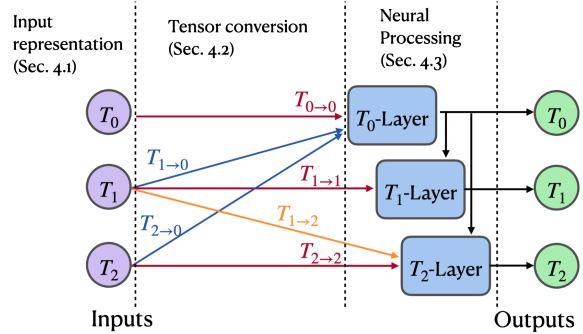 Input
representation
(Sec. 4.1)
Tensor conversion
(Sec. 4.2)
Neural
Processing
(Sec. 4.3)
T0
T0→0
T0-Layer
T0
T1→0
T1
T1→1
T1-Layer
T1
T2→0
T1→2
T2
T2→2
T2-Layer
T2
Inputs
Outputs